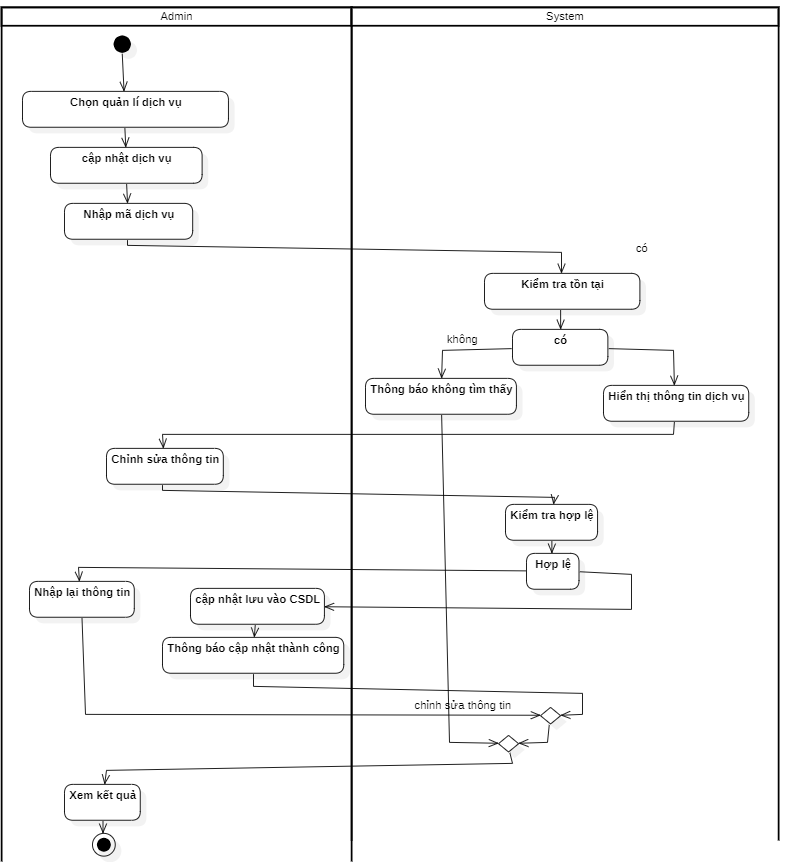 Admin
System
Chọn quản lí dịch vụ
cập nhật dịch vụ
Nhập mã dịch vụ
có
Kiểm tra tồn tại
không
có
Thông báo không tìm thấy
Hiển thị thông tin dịch vụ
Chỉnh sửa thông tin
Kiểm tra hợp lệ
Hợp lệ
Nhập lại thông tin
cập nhật lưu vào CSDL
Thông báo cập nhật thành công
chỉnh sửa thông tin
Xem kết quả